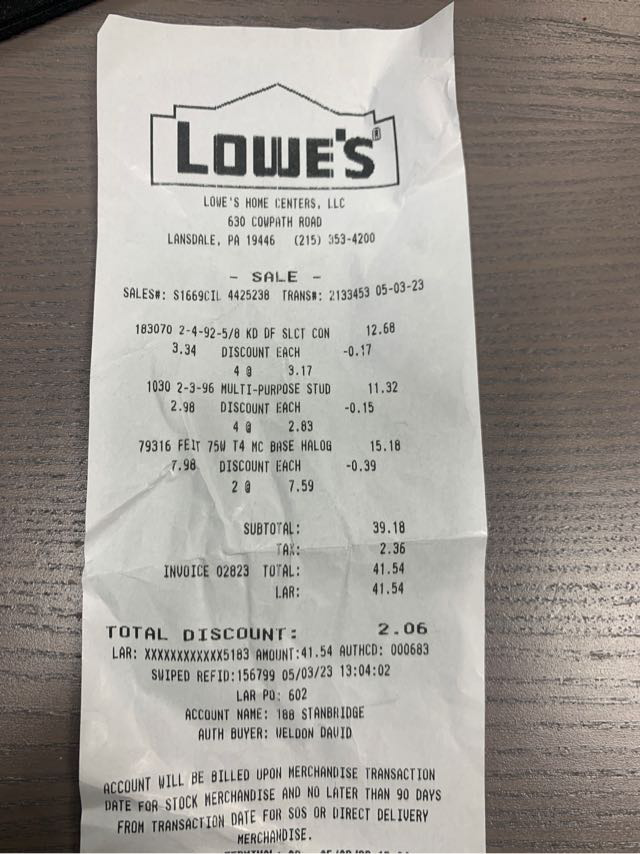 LOWE'S®
LOWE'S HOME CENTERS, LLC
630 COWPATH ROAD
LANSDALE, PA 19446 (215) 353-4200
- SALE -
SALES#: S1669CIL 4425238 TRANS#: 2133453 05-03-23
183070 2-4-92-5/8 KD DF SLCT CON 12.68
3.34 DISCOUNT EACH -0.17
4 @ 3.17
1030 2-3-96 MULTI-PURPOSE STUD 11.32
2.98 DISCOUNT EACH -0.15
4 @ 2.83
79316 FEIT 75W T4 MC BASE HALOG 15.18
7.98 DISCOUNT EACH -0.39
2 @ 7.59
SUBTOTAL: 39.18
TAX: 2.36
INVOICE 02823 TOTAL: 41.54
LAR: 41.54
TOTAL DISCOUNT: 2.06
LAR: XXXXXXXXXXXX5183 AMOUNT:41.54 AUTHCD: 000683
SWIPED REFID:156799 05/03/23 13:04:02
LAR PO: 602
ACCOUNT NAME: 188 STANBRIDGE
AUTH BUYER: WELDON DAVID
ACCOUNT WILL BE BILLED UPON MERCHANDISE TRANSACTION
DATE FOR STOCK MERCHANDISE AND NO LATER THAN 90 DAYS
FROM TRANSACTION DATE FOR SOS OR DIRECT DELIVERY
MERCHANDISE.